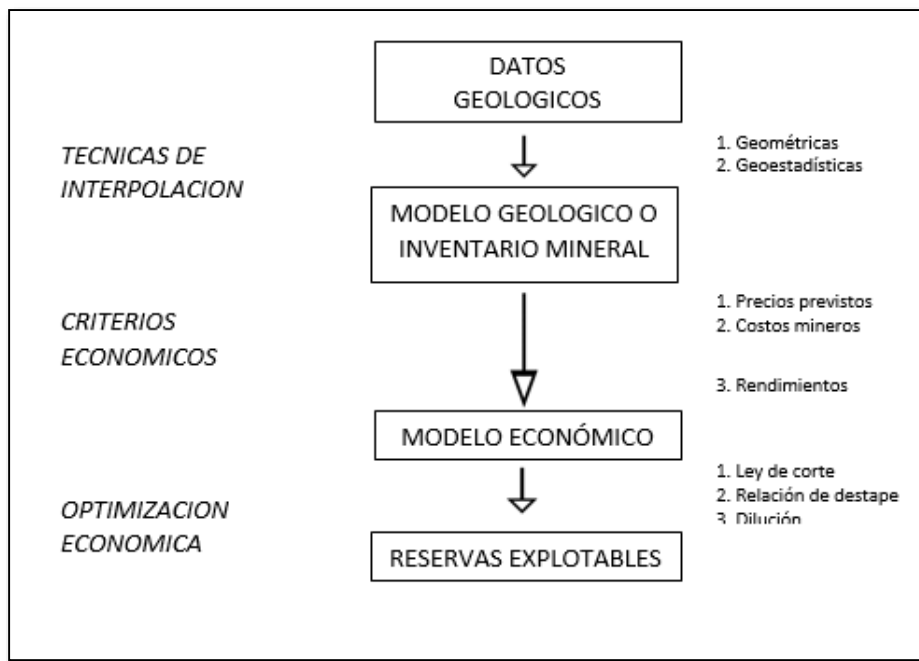 DATOS
GEOLOGICOS
TECNICAS DE
INTERPOLACION
1. Geométricas
2. Geoestadísticas
MODELO GEOLOGICO O
INVENTARIO MINERAL
CRITERIOS
ECONOMICOS
1. Precios previstos
2. Costos mineros
3. Rendimientos
MODELO ECONÓMICO
OPTIMIZACION
ECONOMICA
1. Ley de corte
2. Relación de destape
3. Dilución
RESERVAS EXPLOTABLES